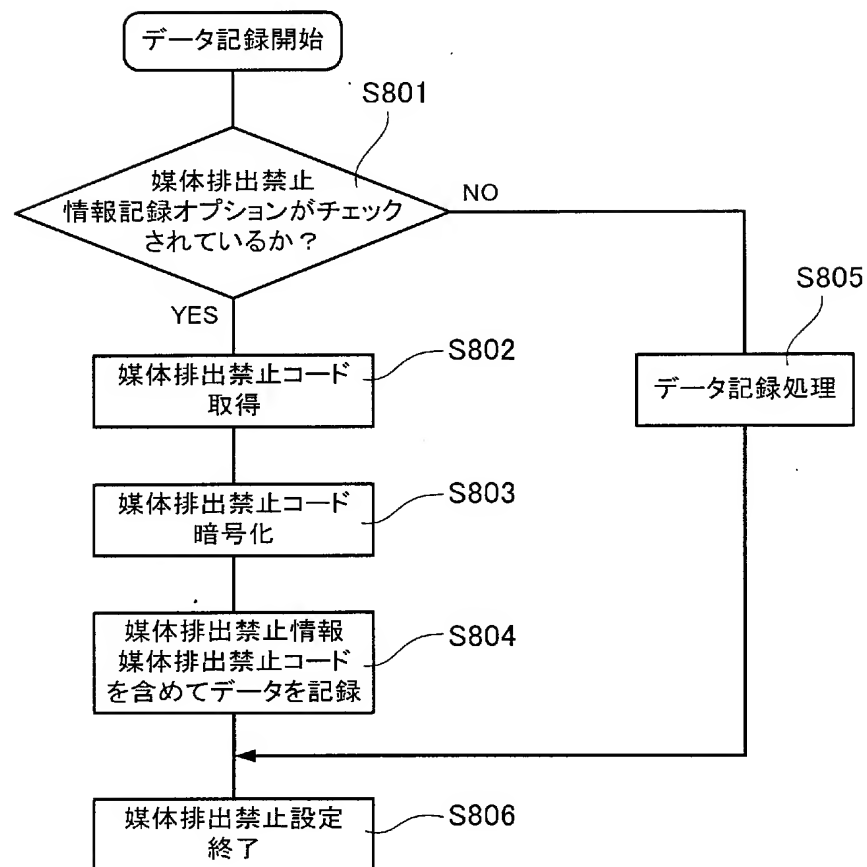 データ記録開始
S801
媒体排出禁止
情報記録オプションがチェック
されているか？
NO
YES
S802
媒体排出禁止コード
取得
S805
データ記録処理
S803
媒体排出禁止コード
暗号化
S804
媒体排出禁止情報
媒体排出禁止コード
を含めてデータを記録
S806
媒体排出禁止設定
終了